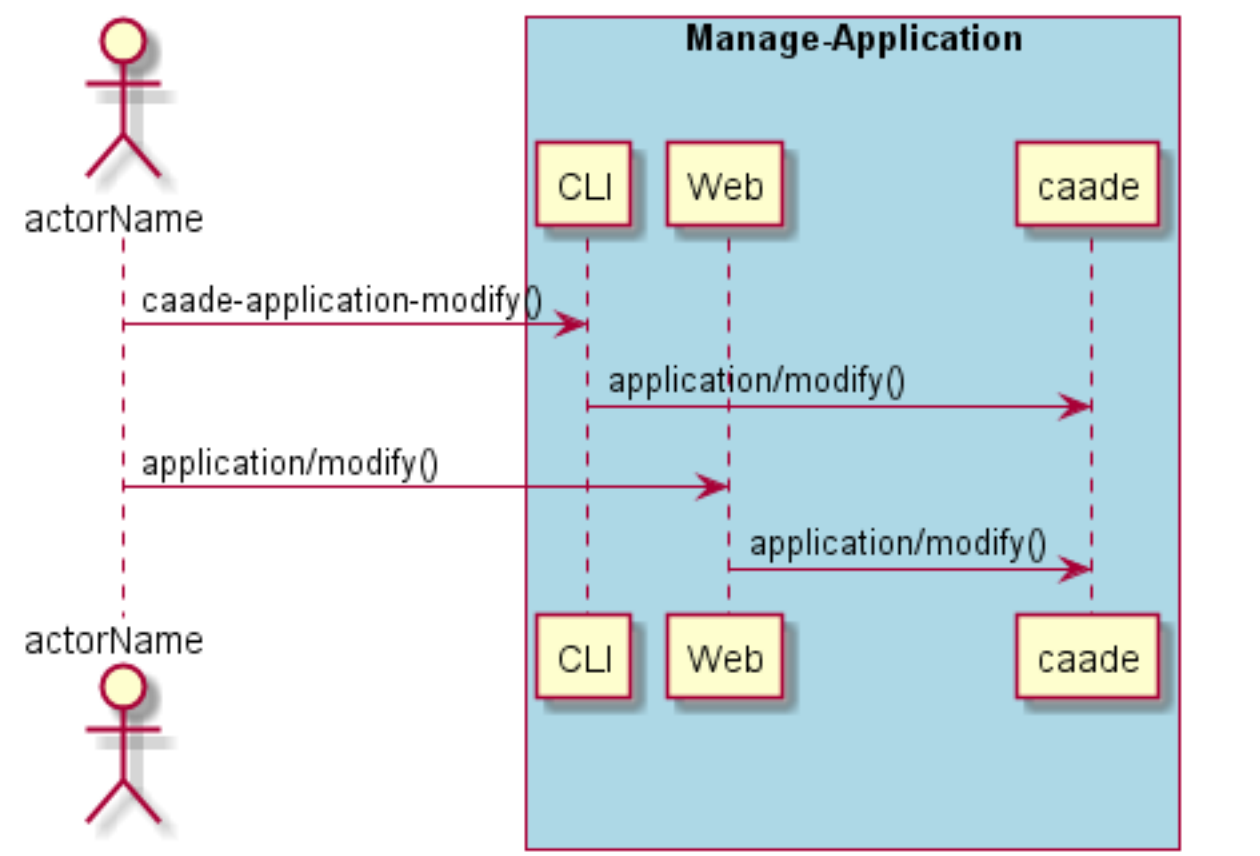 Manage-Application
actorName
CLI
Web
caade
caade-application-modify()
application/modify()
application/modify()
application/modify()
actorName
CLI
Web
caade